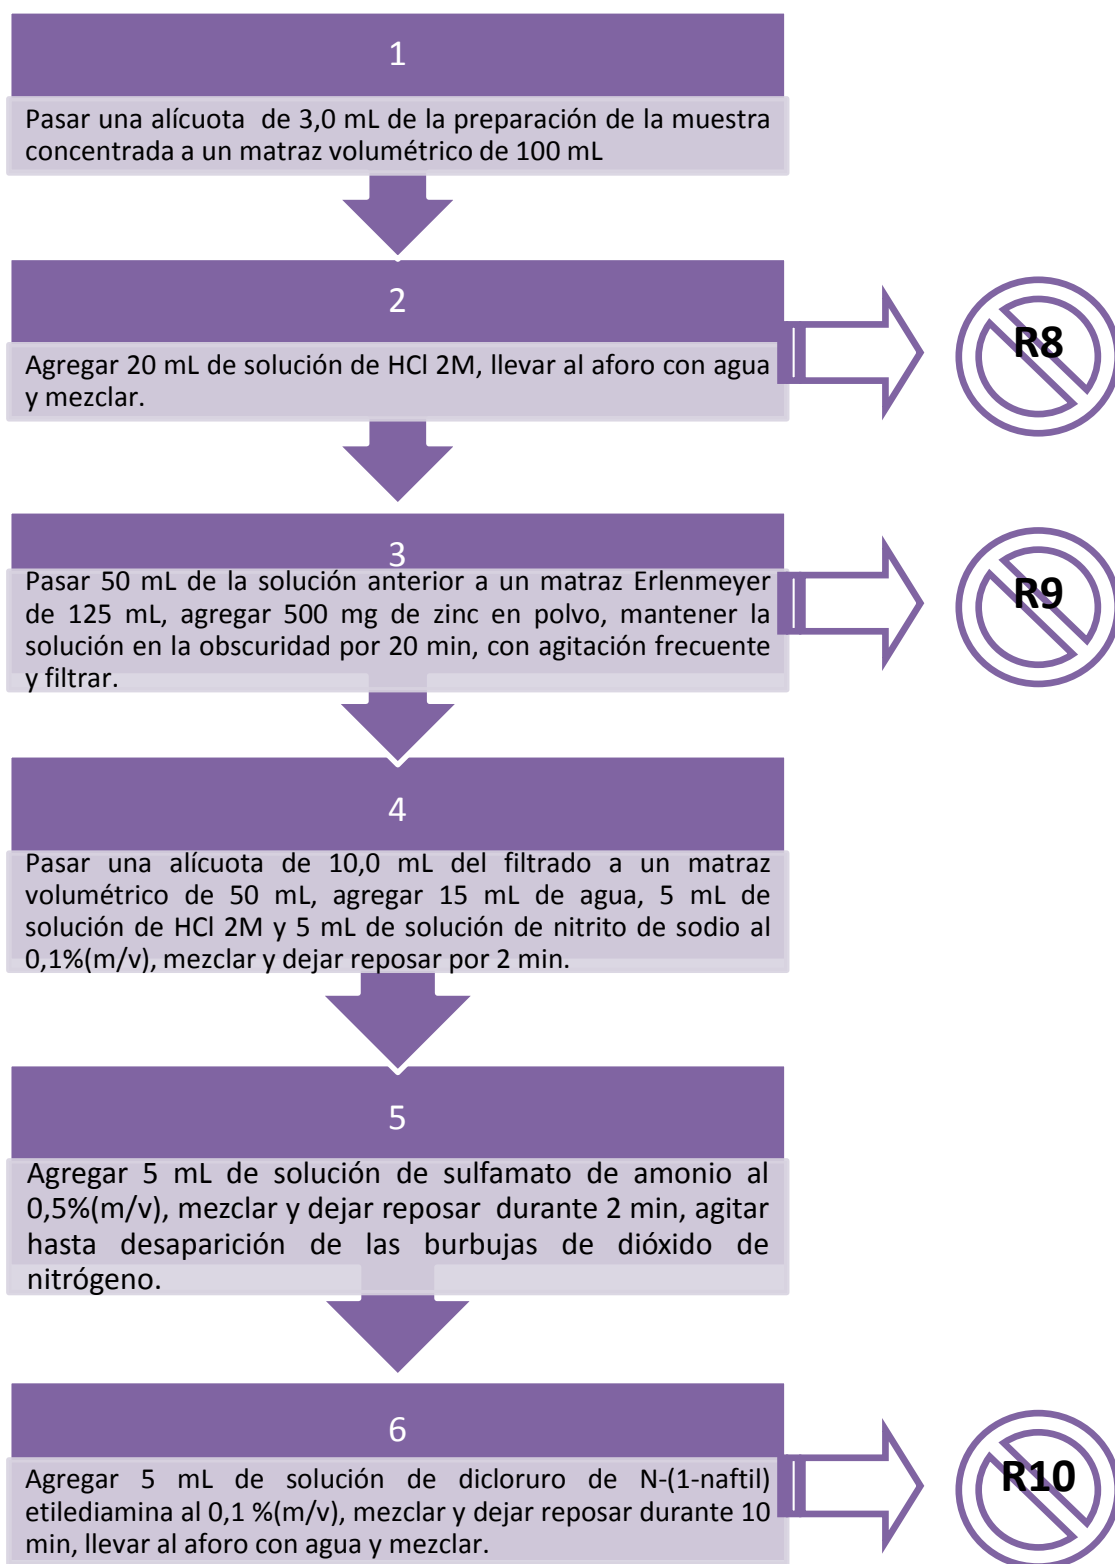 1
Pasar una alícuota de 3,0 mL de la preparación de la muestra
concentrada a un matraz volumétrico de 100 mL
2
Agregar 20 mL de solución de HCl 2M, llevar al aforo con agua
y mezclar.
R8
3
Pasar 50 mL de la solución anterior a un matraz Erlenmeyer
de 125 mL, agregar 500 mg de zinc en polvo, mantener la
solución en la obscuridad por 20 min, con agitación frecuente
y filtrar.
R9
4
Pasar una alícuota de 10,0 mL del filtrado a un matraz
volumétrico de 50 mL, agregar 15 mL de agua, 5 mL de
solución de HCl 2M y 5 mL de solución de nitrito de sodio al
0,1%(m/v), mezclar y dejar reposar por 2 min.
5
Agregar 5 mL de solución de sulfamato de amonio al
0,5%(m/v), mezclar y dejar reposar durante 2 min, agitar
hasta desaparición de las burbujas de dióxido de
nitrógeno.
6
Agregar 5 mL de solución de dicloruro de N-(1-naftil)
etilediamina al 0,1 %(m/v), mezclar y dejar reposar durante 10
min, llevar al aforo con agua y mezclar.
R10